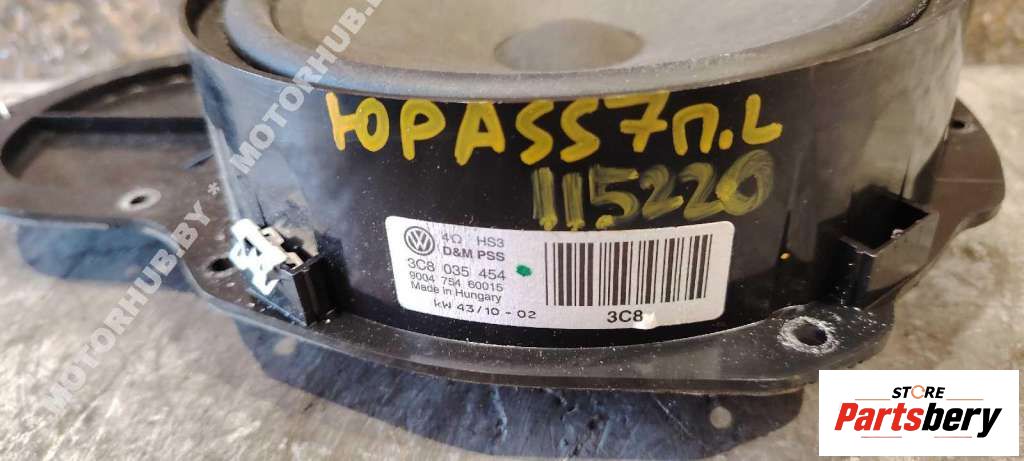 MOTORHUB.BY * MOTORHUB.B
ЮPASS7п.L
115220
4Ω HS3
D&M PSS
3C8 035 454
9004 754 60015
Made in Hungary
kW 43/10 - 02
3C8
STORE
Partsbery